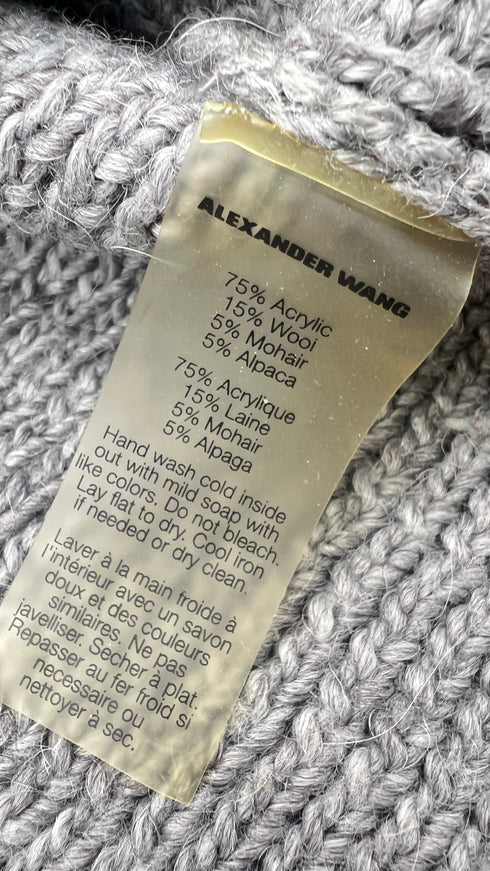 ALEXANDER WANG
75% Acrylic
15% Wool
5% Mohair
5% Alpaca
75% Acrylique
15% Laine
5% Mohair
5% Alpaga
Hand wash cold inside
out with mild soap with
like colors. Do not bleach.
Lay flat to dry. Cool iron
if needed or dry clean.
Laver à la main froide à
l'intérieur avec un savon
doux et des couleurs
similaires. Ne pas
javelliser. Secher à plat.
Repasser au fer froid si
necessaire ou
nettoyer à sec.